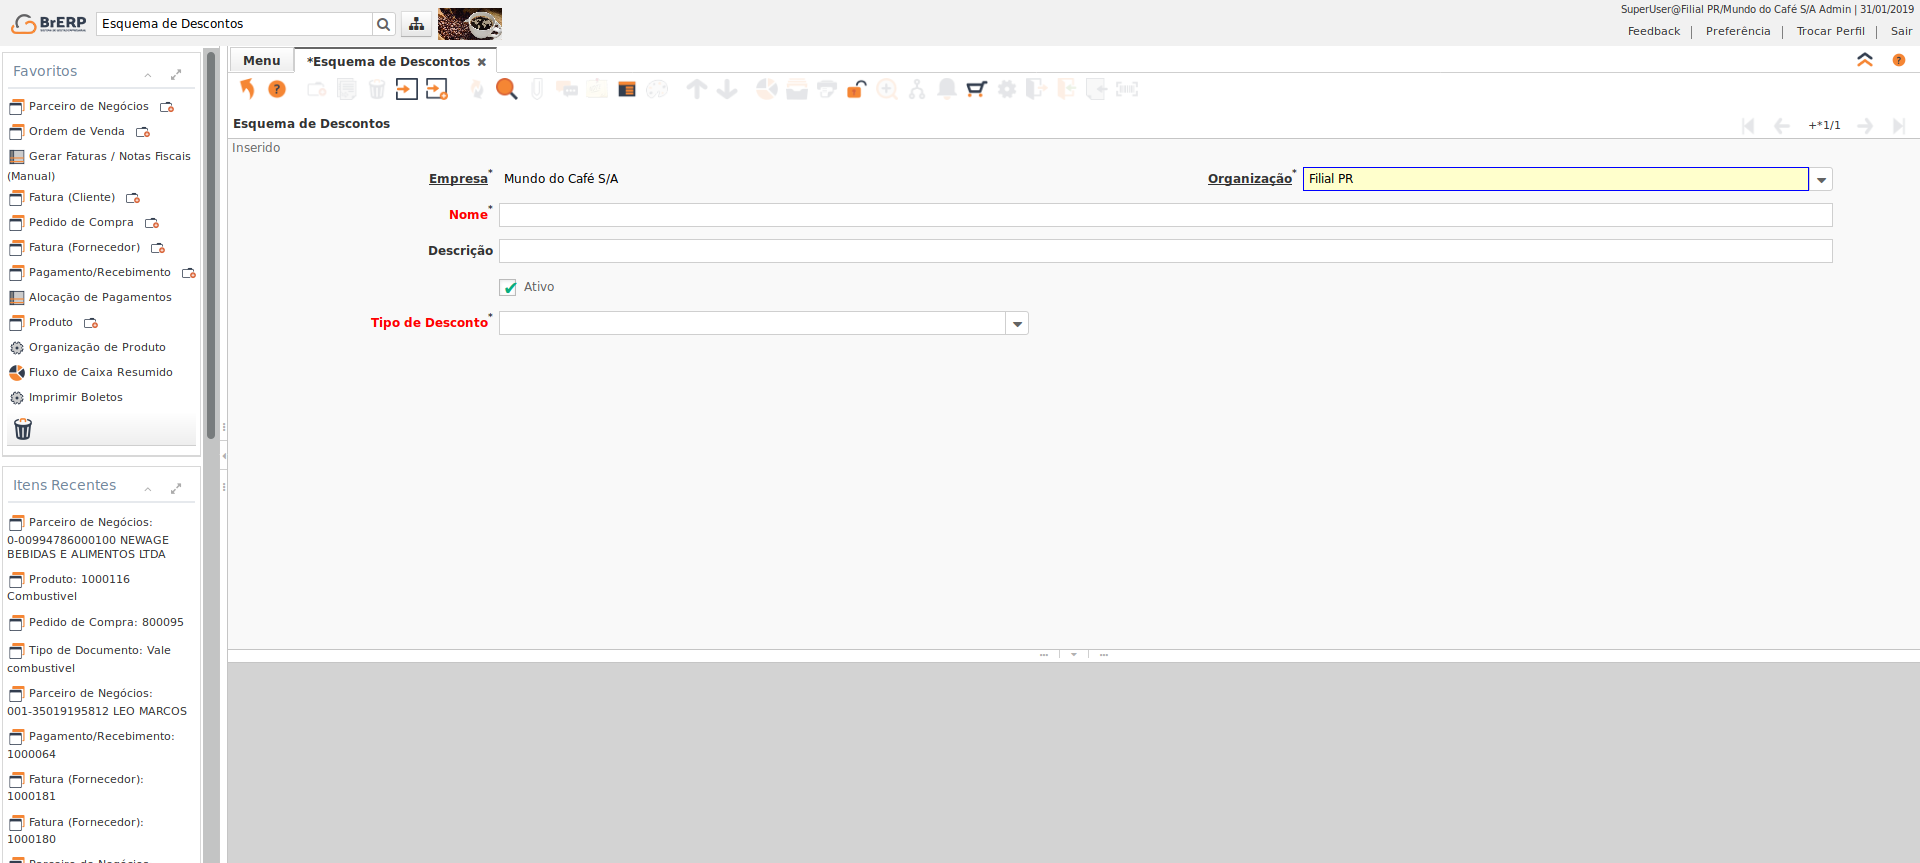 BrERP
Esquema de Descontos
SuperUser@Filial PR/Mundo do Café S/A Admin | 31/01/2019
Feedback | Preferência | Trocar Perfil | Sair
Favoritos
Parceiro de Negócios
Ordem de Venda
Gerar Faturas / Notas Fiscais
(Manual)
Fatura (Cliente)
Pedido de Compra
Fatura (Fornecedor)
Pagamento/Recebimento
Alocação de Pagamentos
Produto
Organização de Produto
Fluxo de Caixa Resumido
Imprimir Boletos
Itens Recentes
Parceiro de Negócios:
0-00994786000100 NEWAGE
BEBIDAS E ALIMENTOS LTDA
Produto: 1000116
Combustivel
Pedido de Compra: 800095
Tipo de Documento: Vale
combustivel
Parceiro de Negócios:
001-35019195812 LEO MARCOS
Pagamento/Recebimento:
1000064
Fatura (Fornecedor):
1000181
Fatura (Fornecedor):
1000180
Parceiro de Negócios
Menu
*Esquema de Descontos
Esquema de Descontos
+*1/1
Inserido
Empresa* Mundo do Café S/A
Organização* Filial PR
Nome*
Descrição
Ativo
Tipo de Desconto*